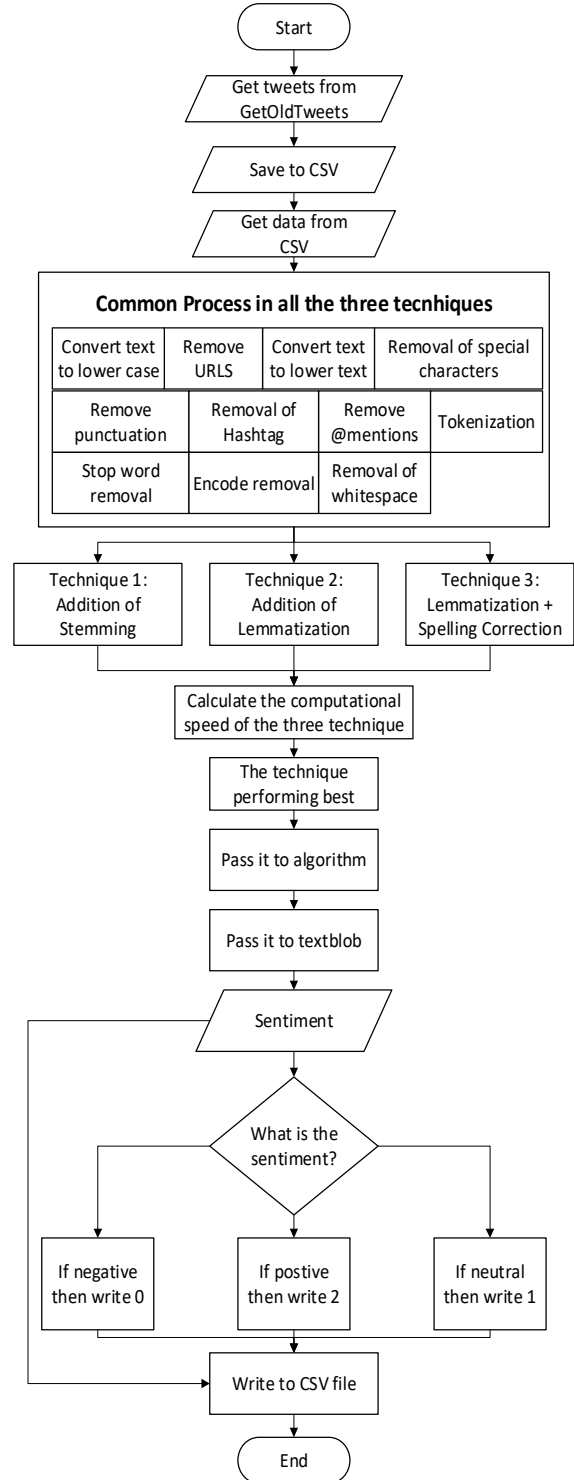 Start
Get tweets from
GetOldTweets
Save to CSV
Get data from
CSV
Common Process in all the three tecnhiques
Convert text
to lower case
Remove
URLS
Convert text
to lower text
Removal of special
characters
Remove
punctuation
Removal of
Hashtag
Remove
@mentions
Tokenization
Stop word
removal
Encode removal
Removal of
whitespace
Technique 1:
Addition of
Stemming
Technique 2:
Addition of
Lemmatization
Technique 3:
Lemmatization +
Spelling Correction
Calculate the computational
speed of the three technique
The technique
performing best
Pass it to algorithm
Pass it to textblob
Sentiment
What is the
sentiment?
If negative
then write 0
If postive
then write 2
If neutral
then write 1
Write to CSV file
End